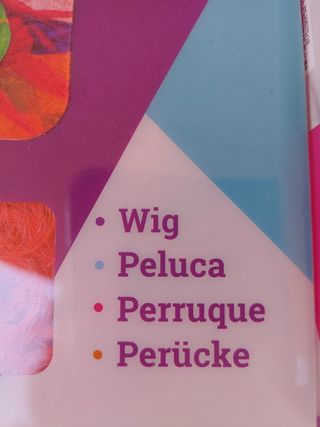 • Wig
• Peluca
• Perruque
• Perücke